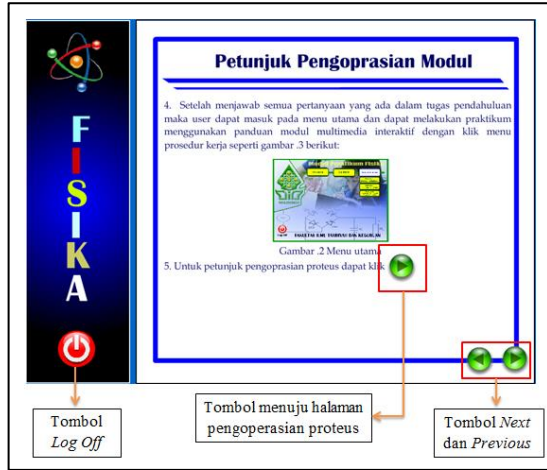 Petunjuk Pengoprasian Modul
FISIKA
4. Setelah menjawab semua pertanyaan yang ada dalam tugas pendahuluan
maka user dapat masuk pada menu utama dan dapat melakukan praktikum
menggunakan panduan modul multimedia interaktif dengan klik menu
prosedur kerja seperti gambar .3 berikut:
Gambar .2 Menu utama
5. Untuk petunjuk pengoprasian proteus dapat klik
Tombol
Log Off
Tombol menuju halaman
pengoperasian proteus
Tombol Next
dan Previous